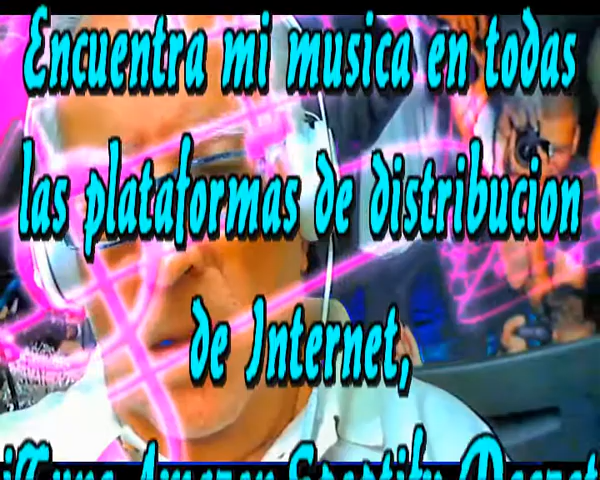 Encuentra mi musica en todas
las plataformas de distribucion
de Internet,